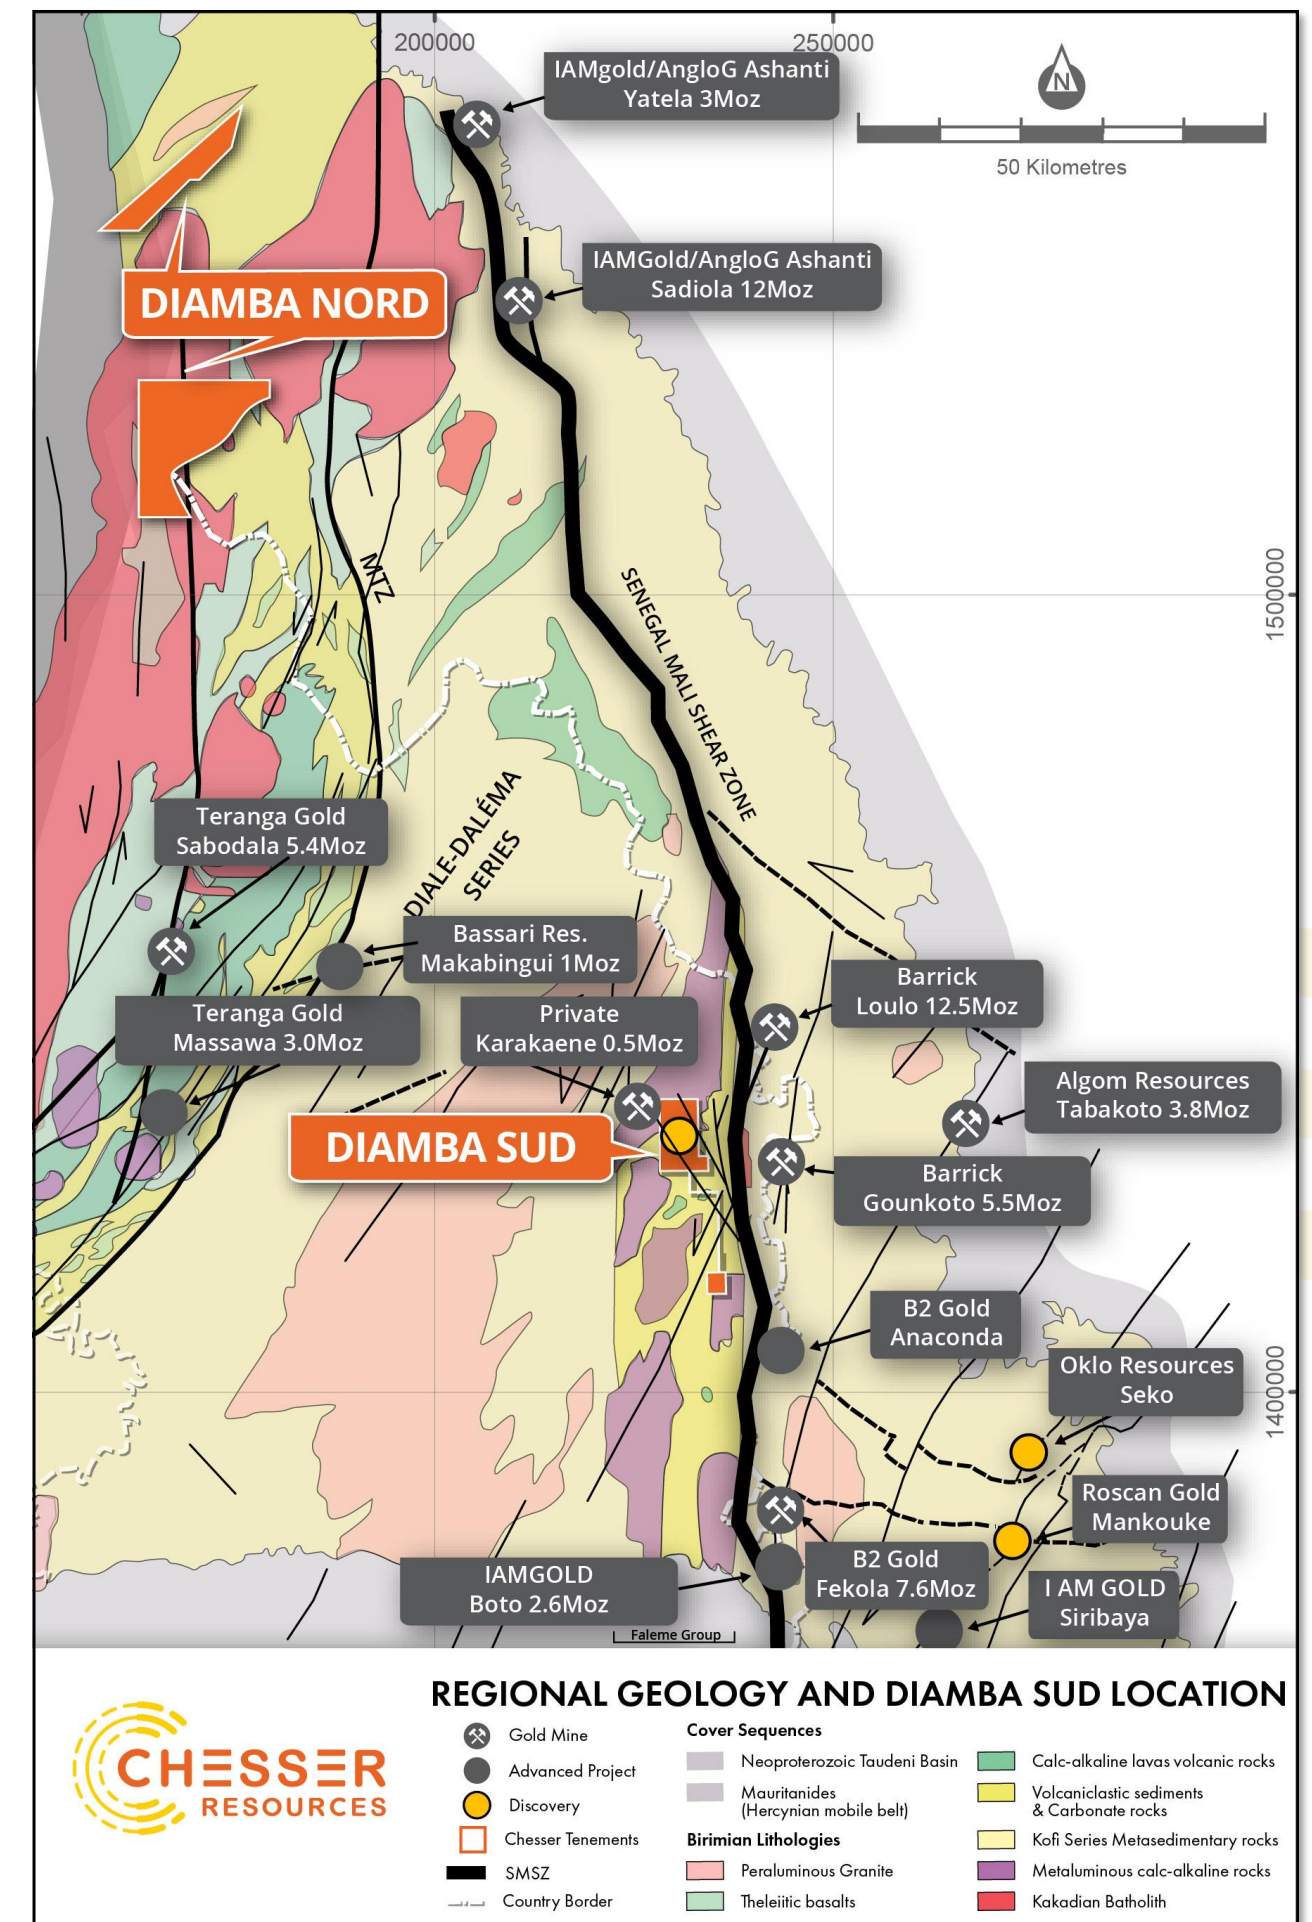 200000
250000
IAMgold/AngloG Ashanti
Yatela 3Moz
N
50 Kilometres
IAMGold/AngloG Ashanti
Sadiola 12Moz
DIAMBA NORD
MTZ
SENEGAL MALI SHEAR ZONE
1500000
Teranga Gold
Sabodala 5.4Moz
DIALE-DALÉMA
SERIES
Bassari Res.
Makabingui 1Moz
Barrick
Loulo 12.5Moz
Teranga Gold
Massawa 3.0Moz
Private
Karakaene 0.5Moz
Algom Resources
Tabakoto 3.8Moz
DIAMBA SUD
Barrick
Gounkoto 5.5Moz
B2 Gold
Anaconda
Oklo Resources
Seko
1400000
Roscan Gold
Mankouke
IAMGOLD
Boto 2.6Moz
B2 Gold
Fekola 7.6Moz
I AM GOLD
Siribaya
Faleme Group
CHESSER
RESOURCES
REGIONAL GEOLOGY AND DIAMBA SUD LOCATION
Gold Mine
Advanced Project
Discovery
Chesser Tenements
SMSZ
Country Border
Cover Sequences
Neoproterozoic Taudeni Basin
Mauritanides
(Hercynian mobile belt)
Birimian Lithologies
Peraluminous Granite
Theleiitic basalts
Calc-alkaline lavas volcanic rocks
Volcaniclastic sediments
& Carbonate rocks
Kofi Series Metasedimentary rocks
Metaluminous calc-alkaline rocks
Kakadian Batholith